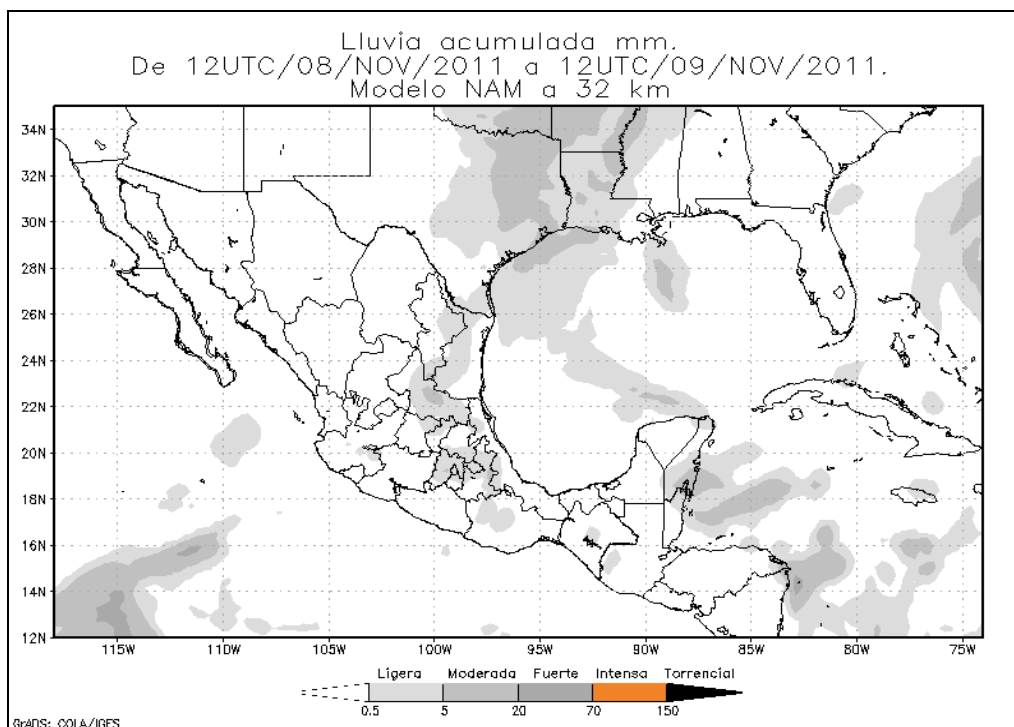 Lluvia acumulada mm.
De 12UTC/08/NOV/2011 a 12UTC/09/NOV/2011.
Modelo NAM a 32 km
34N
32N
30N
28N
26N
24N
22N
20N
18N
16N
14N
12N
115W 110W 105W 100W 95W 90W 85W 80W 75W
Ligera Moderada Fuerte Intensa Torrencial
0.5 5 20 70 150
GrADS: COLA/IGES